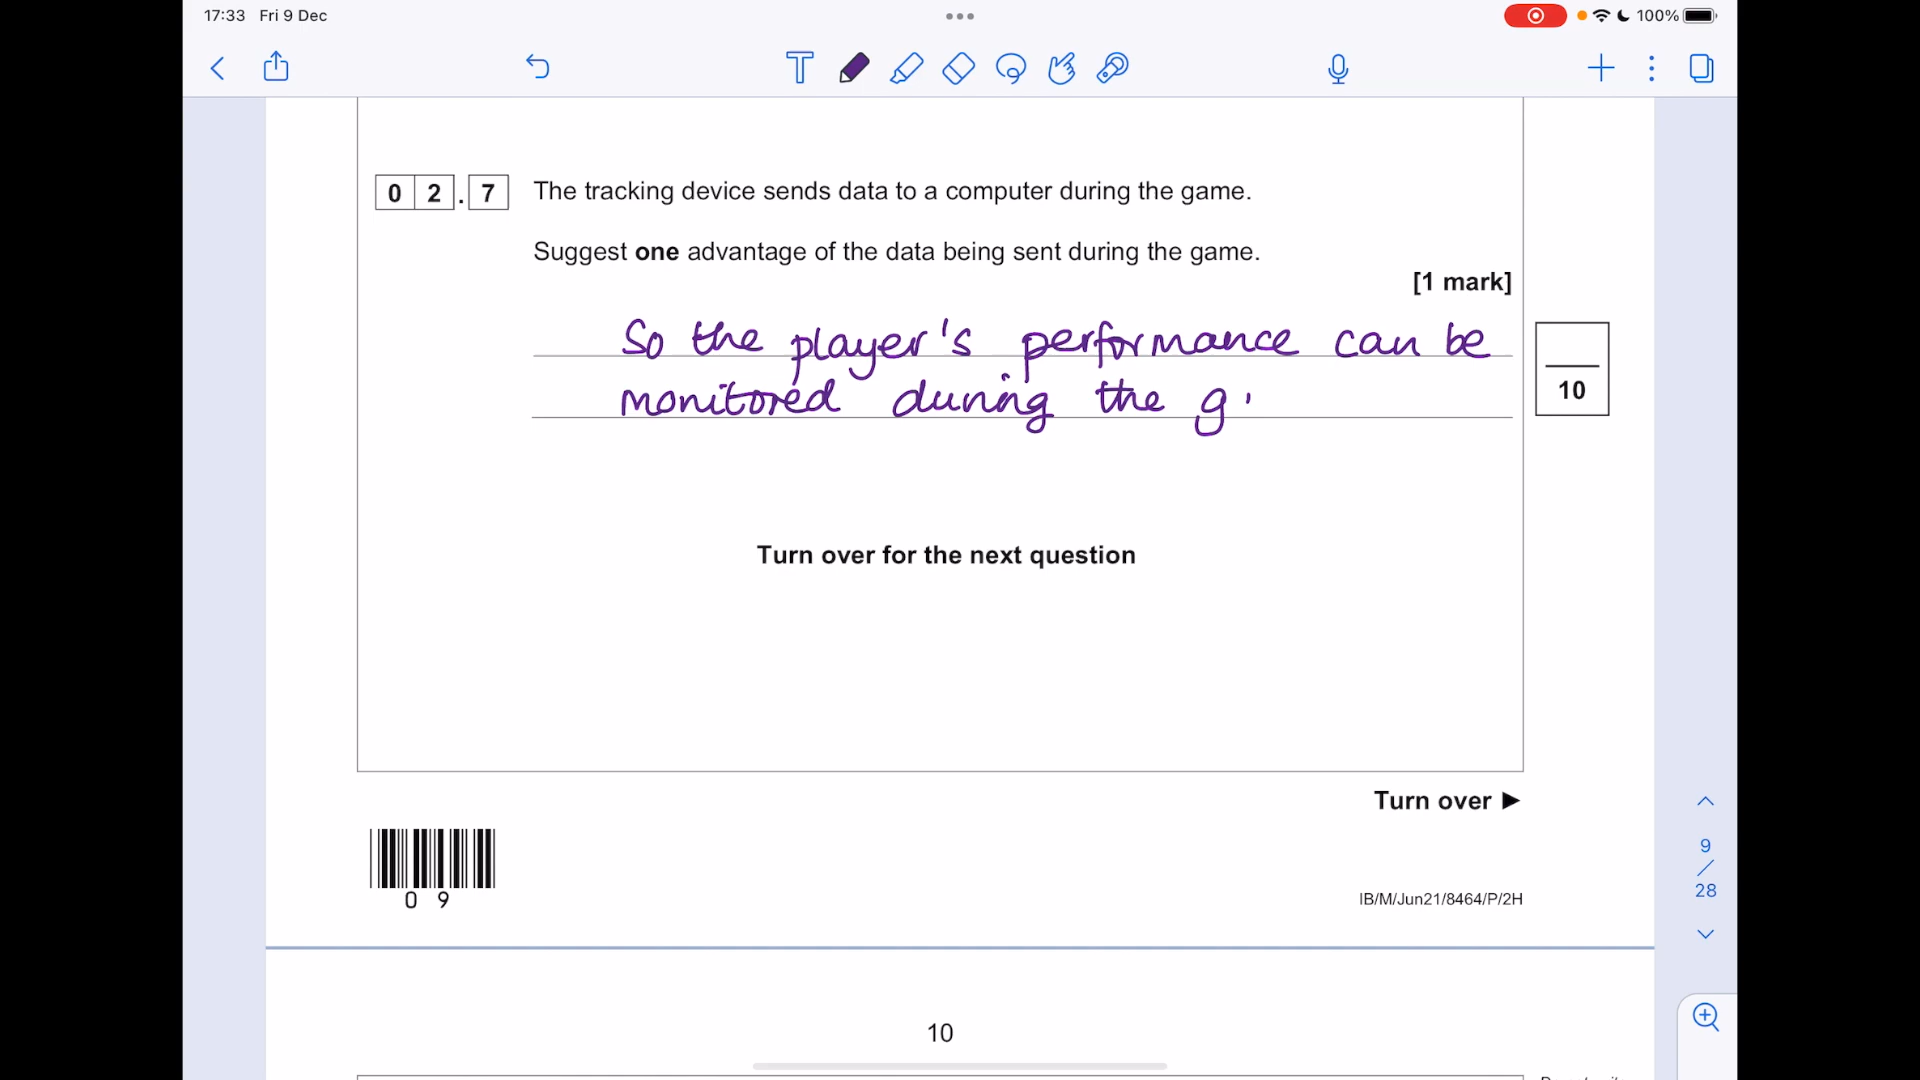 17:33 Fri 9 Dec
100%
0 2 . 7 The tracking device sends data to a computer during the game.
Suggest one advantage of the data being sent during the game.
[1 mark]
So the player's performance can be
monitored during the g
10
Turn over for the next question
Turn over ►
0 9
IB/M/Jun21/8464/P/2H
9
/
28
10